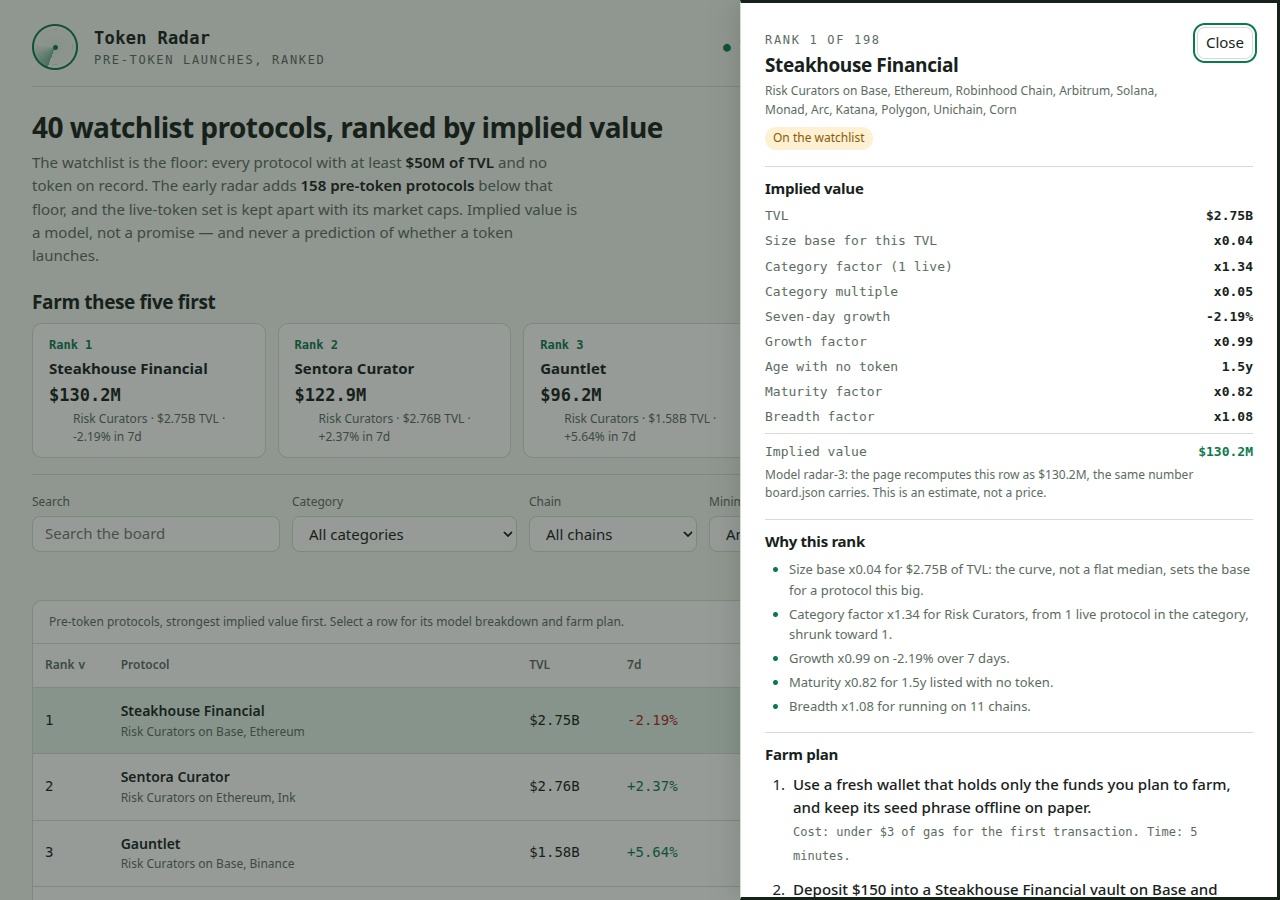 Token Radar
PRE-TOKEN LAUNCHES, RANKED
40 watchlist protocols, ranked by implied value
The watchlist is the floor: every protocol with at least $50M of TVL and no
token on record. The early radar adds 158 pre-token protocols below that
floor, and the live-token set is kept apart with its market caps. Implied value is
a model, not a promise — and never a prediction of whether a token
launches.
Farm these five first
Rank 1
Steakhouse Financial
$130.2M
Risk Curators · $2.75B TVL ·
-2.19% in 7d
Rank 2
Sentora Curator
$122.9M
Risk Curators · $2.76B TVL ·
+2.37% in 7d
Rank 3
Gauntlet
$96.2M
Risk Curators · $1.58B TVL ·
+5.64% in 7d
Search
Category
Chain
Search the board
All categories
All chains
Pre-token protocols, strongest implied value first. Select a row for its model breakdown and farm plan.
Rank v Protocol TVL 7d
1 Steakhouse Financial $2.75B -2.19%
Risk Curators on Base, Ethereum
2 Sentora Curator $2.76B +2.37%
Risk Curators on Ethereum, Ink
3 Gauntlet $1.58B +5.64%
Risk Curators on Base, Binance
RANK 1 OF 198
Close
Steakhouse Financial
Risk Curators on Base, Ethereum, Robinhood Chain, Arbitrum, Solana,
Monad, Arc, Katana, Polygon, Unichain, Corn
On the watchlist
Implied value
TVL $2.75B
Size base for this TVL x0.04
Category factor (1 live) x1.34
Category multiple x0.05
Seven-day growth -2.19%
Growth factor x0.99
Age with no token 1.5y
Maturity factor x0.82
Breadth factor x1.08
Implied value $130.2M
Model radar-3: the page recomputes this row as $130.2M, the same number
board.json carries. This is an estimate, not a price.
Why this rank
Size base x0.04 for $2.75B of TVL: the curve, not a flat median, sets the base
for a protocol this big.
Category factor x1.34 for Risk Curators, from 1 live protocol in the category,
shrunk toward 1.
Growth x0.99 on -2.19% over 7 days.
Maturity x0.82 for 1.5y listed with no token.
Breadth x1.08 for running on 11 chains.
Farm plan
1. Use a fresh wallet that holds only the funds you plan to farm,
and keep its seed phrase offline on paper.
Cost: under $3 of gas for the first transaction. Time: 5
minutes.
2. Deposit $150 into a Steakhouse Financial vault on Base and